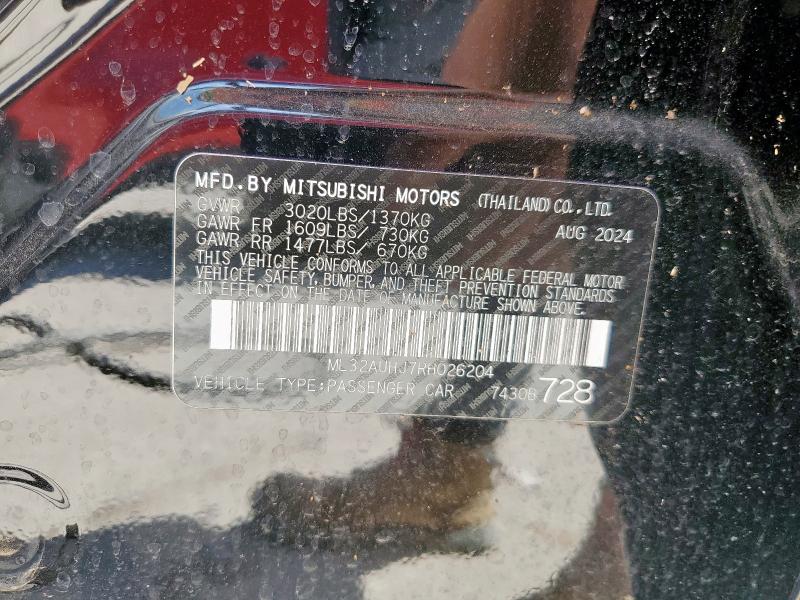 MFD. BY MITSUBISHI MOTORS (THAILAND) CO., LTD.
GVWR 3020LBS/1370KG AUG 2024
GAWR FR 1609LBS/ 730KG
GAWR RR 1477LBS/ 670KG
THIS VEHICLE CONFORMS TO ALL APPLICABLE FEDERAL MOTOR
VEHICLE SAFETY, BUMPER, AND THEFT PREVENTION STANDARDS
IN EFFECT ON THE DATE OF MANUFACTURE SHOWN ABOVE.
ML32AUHJ7RH026204
VEHICLE TYPE:PASSENGER CAR 7430B 728